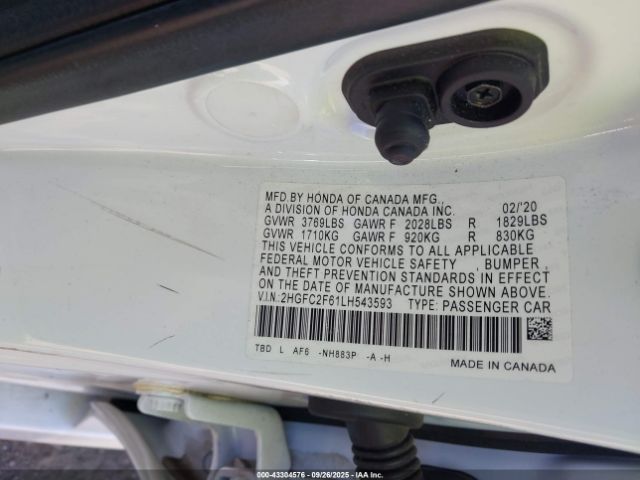 MFD.BY HONDA OF CANADA MFG.,
A DIVISION OF HONDA CANADA INC. 02/'20
GVWR 3769LBS GAWR F 2028LBS R 1829LBS
GVWR 1710KG GAWR F 920KG R 830KG
THIS VEHICLE CONFORMS TO ALL APPLICABLE
FEDERAL MOTOR VEHICLE SAFETY , BUMPER ,
AND THEFT PREVENTION STANDARDS IN EFFECT
ON THE DATE OF MANUFACTURE SHOWN ABOVE.
V.I.N: 2HGFC2F61LH543593 TYPE: PASSENGER CAR
TBD L AF6 -NH883P -A -H
MADE IN CANADA
000-43304576 - 09/26/2025 - IAA Inc.